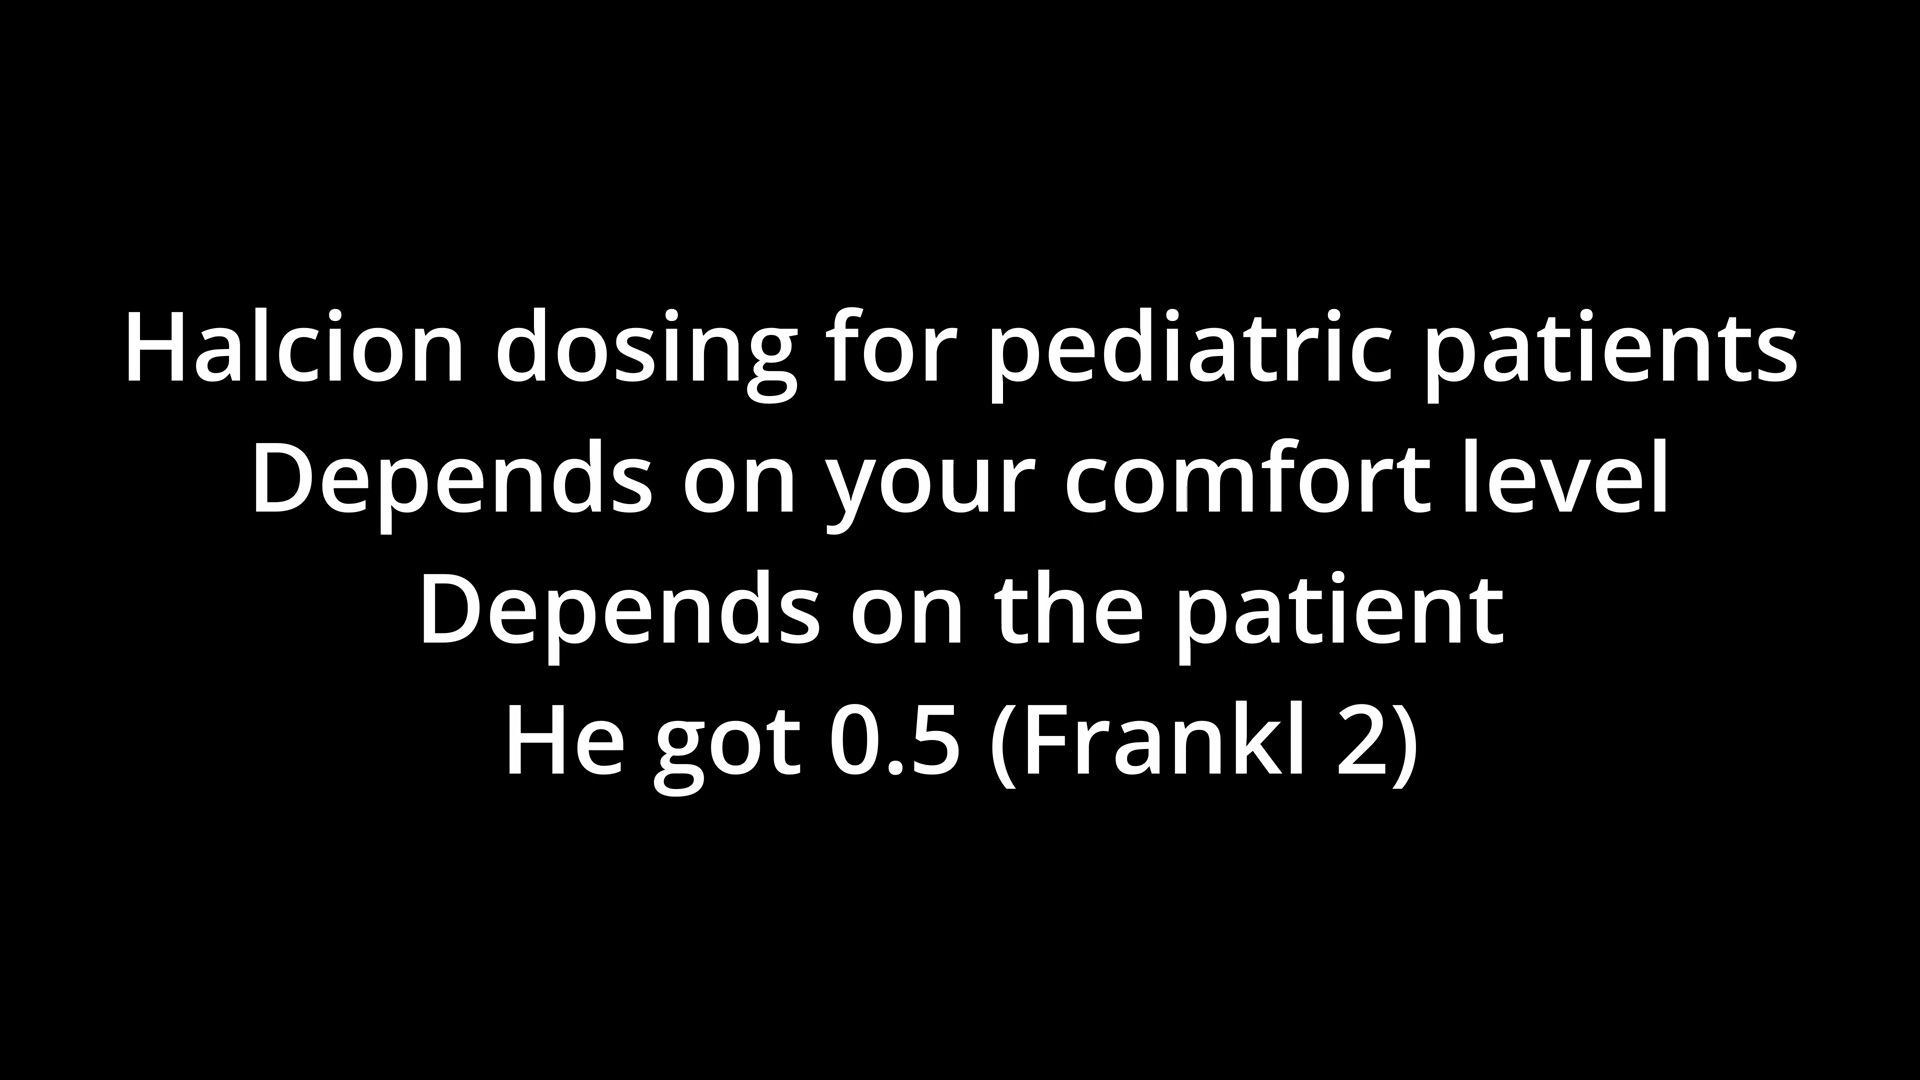 Halcion dosing for pediatric patients
Depends on your comfort level
Depends on the patient
He got 0.5 (Frankl 2)